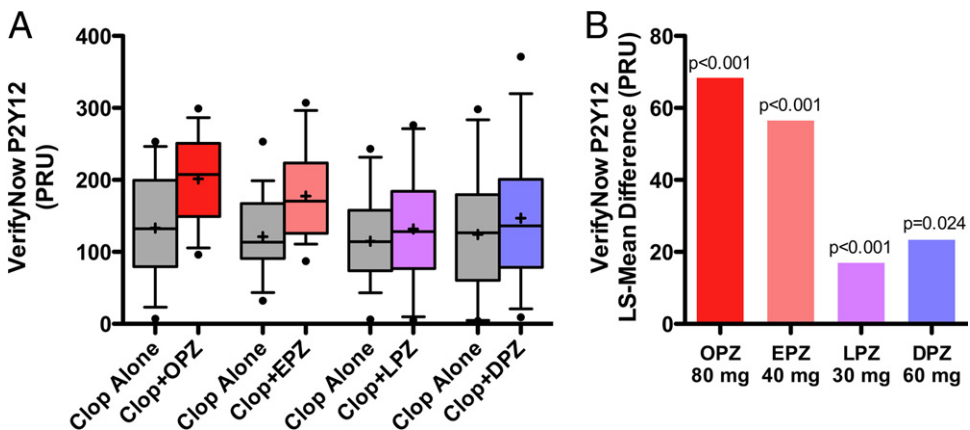 A
VerifyNow P2Y12
(PRU)
400
300
200
100
0
Clop Alone
Clop+OPZ
Clop Alone
Clop+EPZ
Clop Alone
Clop+LPZ
Clop Alone
Clop+DPZ
B
VerifyNow P2Y12
LS-Mean Difference (PRU)
80
60
40
20
0
p<0.001
p<0.001
p<0.001
p=0.024
OPZ EPZ LPZ DPZ
80 mg 40 mg 30 mg 60 mg